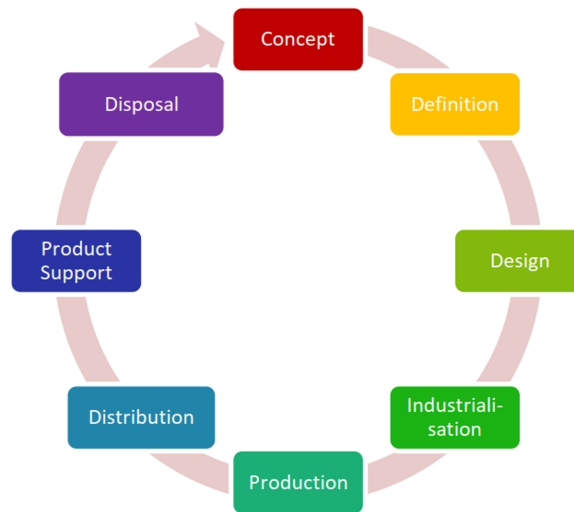 Concept
Definition
Design
Industriali-
sation
Production
Distribution
Product
Support
Disposal